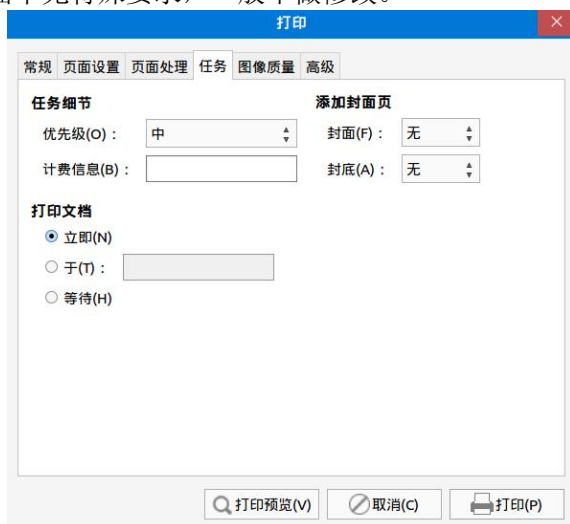 打印
常规 页面设置 页面处理 任务 图像质量 高级
任务细节 添加封面页
优先级(O)： 中 封面(F)： 无
计费信息(B)： 封底(A)： 无
打印文档
立即(N)
于(T)：
等待(H)
打印预览(V) 取消(C) 打印(P)